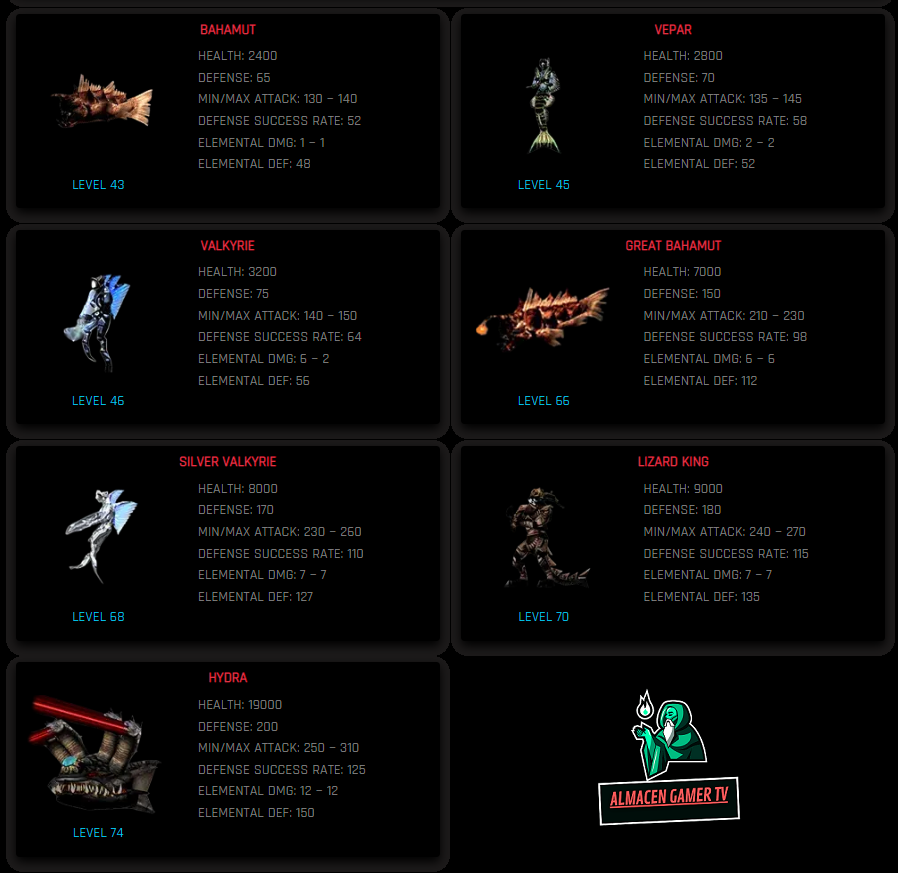 BAHAMUT
HEALTH: 2400
DEFENSE: 65
MIN/MAX ATTACK: 130 – 140
DEFENSE SUCCESS RATE: 52
ELEMENTAL DMG: 1 – 1
ELEMENTAL DEF: 48
LEVEL 43
VEPAR
HEALTH: 2800
DEFENSE: 70
MIN/MAX ATTACK: 135 – 145
DEFENSE SUCCESS RATE: 58
ELEMENTAL DMG: 2 – 2
ELEMENTAL DEF: 52
LEVEL 45
VALKYRIE
HEALTH: 3200
DEFENSE: 75
MIN/MAX ATTACK: 140 – 150
DEFENSE SUCCESS RATE: 64
ELEMENTAL DMG: 6 – 2
ELEMENTAL DEF: 56
LEVEL 46
GREAT BAHAMUT
HEALTH: 7000
DEFENSE: 150
MIN/MAX ATTACK: 210 – 230
DEFENSE SUCCESS RATE: 98
ELEMENTAL DMG: 6 – 6
ELEMENTAL DEF: 112
LEVEL 66
SILVER VALKYRIE
HEALTH: 8000
DEFENSE: 170
MIN/MAX ATTACK: 230 – 260
DEFENSE SUCCESS RATE: 110
ELEMENTAL DMG: 7 – 7
ELEMENTAL DEF: 127
LEVEL 68
LIZARD KING
HEALTH: 9000
DEFENSE: 180
MIN/MAX ATTACK: 240 – 270
DEFENSE SUCCESS RATE: 115
ELEMENTAL DMG: 7 – 7
ELEMENTAL DEF: 135
LEVEL 70
HYDRA
HEALTH: 19000
DEFENSE: 200
MIN/MAX ATTACK: 250 – 310
DEFENSE SUCCESS RATE: 125
ELEMENTAL DMG: 12 – 12
ELEMENTAL DEF: 150
LEVEL 74
ALMACEN GAMER TV